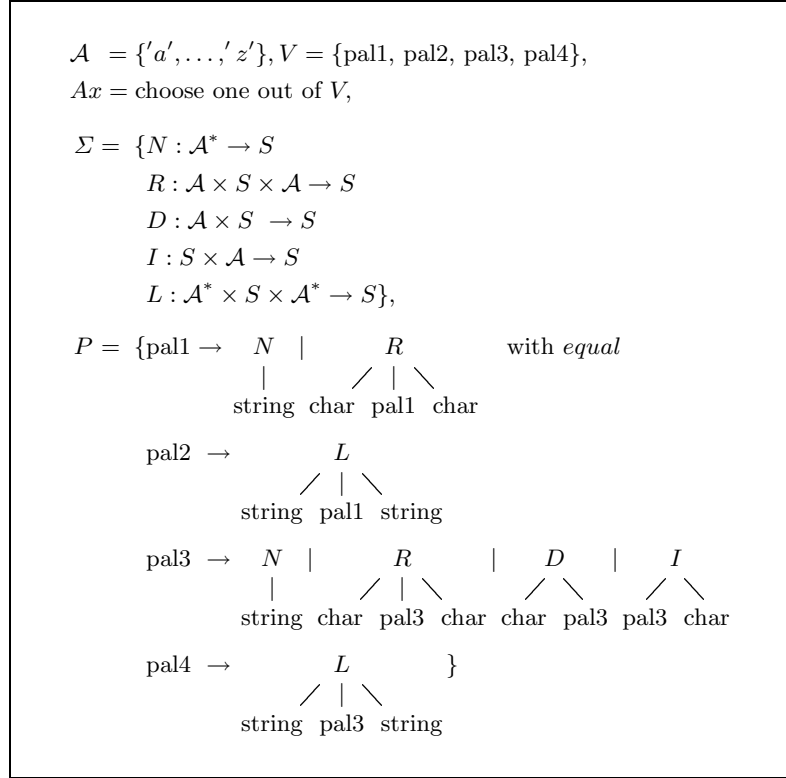 𝒜 = {′a′, . . . ,′ z′}, V = {pal1, pal2, pal3, pal4},
Ax = choose one out of V,
Σ = {N : 𝒜* → S
R : 𝒜 × S × 𝒜 → S
D : 𝒜 × S → S
I : S × 𝒜 → S
L : 𝒜* × S × 𝒜* → S},
P = {pal1 → N | R with equal
string char pal1 char
pal2 → L
string pal1 string
pal3 → N | R | D | I
string char pal3 char char pal3 pal3 char
pal4 → L }
string pal3 string